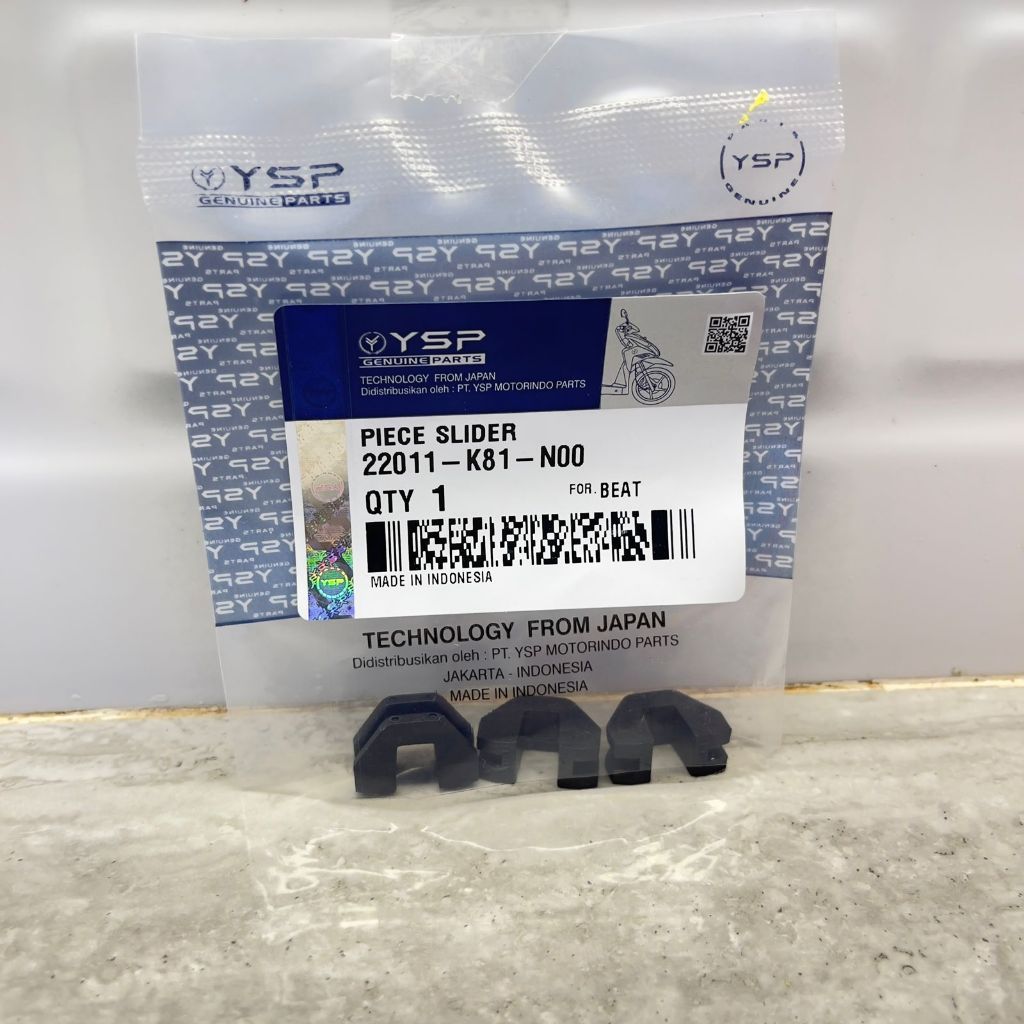 YSP
GENUINE PARTS
PARTS
YSP
GENUINE
YSP
GENUINE PARTS
TECHNOLOGY FROM JAPAN
Didistribusikan oleh : PT. YSP MOTORINDO PARTS
PIECE SLIDER
22011-K81-N00
QTY 1 FOR. BEAT
YSP
MADE IN INDONESIA
TECHNOLOGY FROM JAPAN
Didistribusikan oleh : PT. YSP MOTORINDO PARTS
JAKARTA - INDONESIA
MADE IN INDONESIA